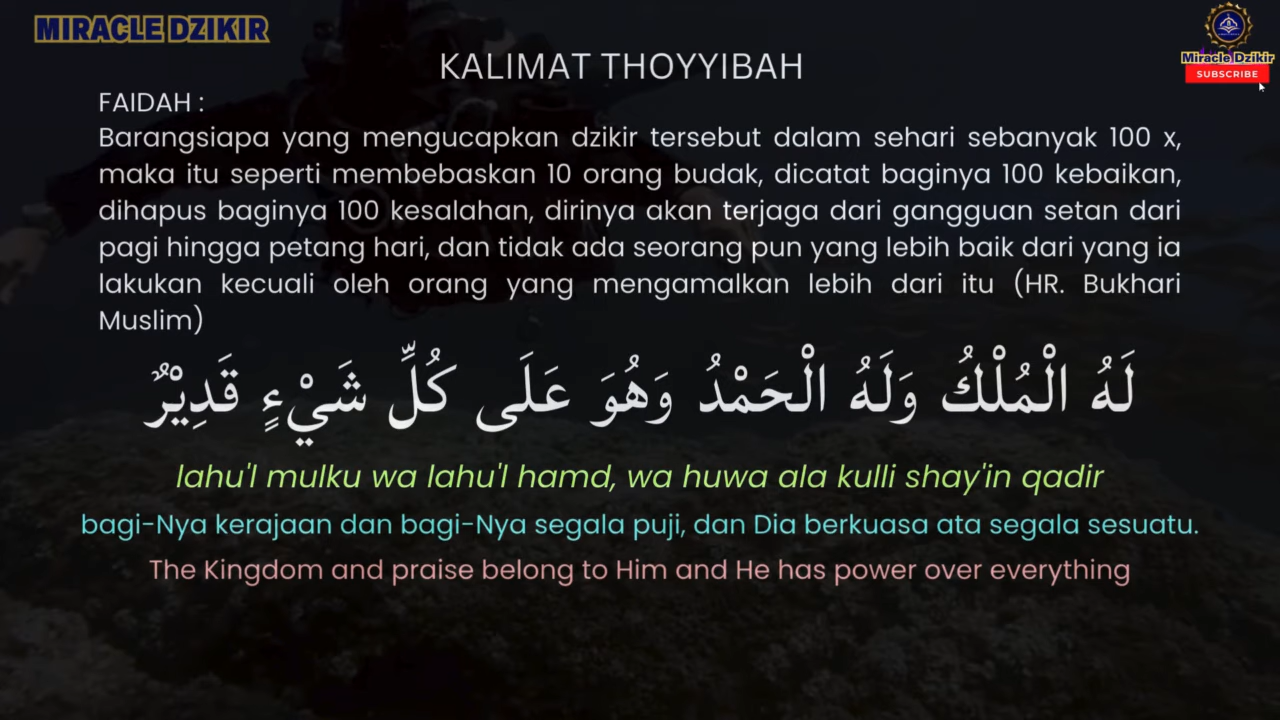 MIRACLE DZIKIR
Miracle Dzikir
SUBSCRIBE
KALIMAT THOYYIBAH
FAIDAH :
Barangsiapa yang mengucapkan dzikir tersebut dalam sehari sebanyak 100 x,
maka itu seperti membebaskan 10 orang budak, dicatat baginya 100 kebaikan,
dihapus baginya 100 kesalahan, dirinya akan terjaga dari gangguan setan dari
pagi hingga petang hari, dan tidak ada seorang pun yang lebih baik dari yang ia
lakukan kecuali oleh orang yang mengamalkan lebih dari itu (HR. Bukhari
Muslim)
لَهُ الْمُلْكُ وَلَهُ الْحَمْدُ وَهُوَ عَلَى كُلِّ شَيْءٍ قَدِيْرٌ
lahu'l mulku wa lahu'l hamd, wa huwa ala kulli shay'in qadir
bagi-Nya kerajaan dan bagi-Nya segala puji, dan Dia berkuasa ata segala sesuatu.
The Kingdom and praise belong to Him and He has power over everything